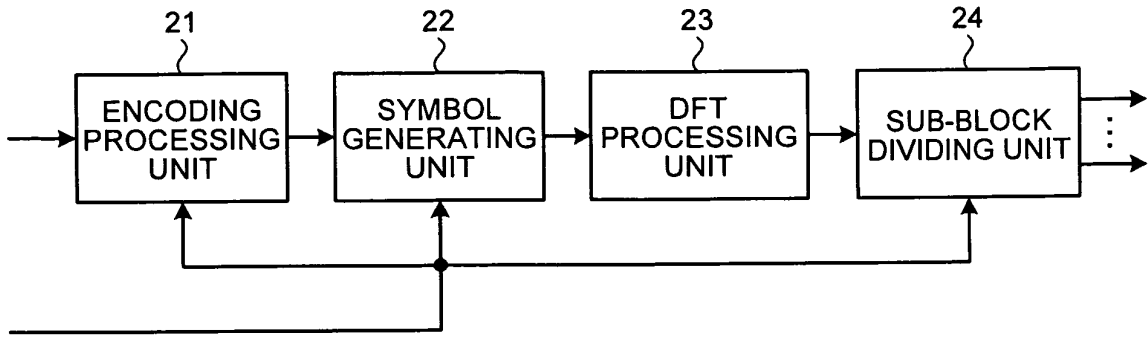 21
22
23
24
ENCODING
PROCESSING
UNIT
SYMBOL
GENERATING
UNIT
DFT
PROCESSING
UNIT
SUB-BLOCK
DIVIDING UNIT